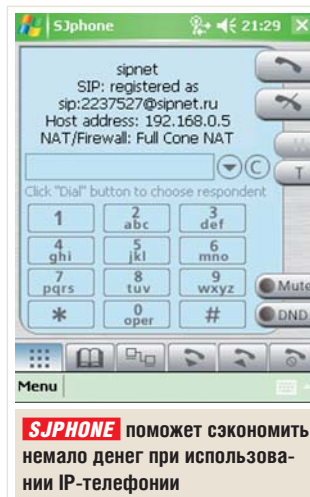 SJphone 21:29
sipnet
SIP: registered as
sip:2237527@sipnet.ru
Host address: 192.168.0.5
NAT/Firewall: Full Cone NAT
C
Click "Dial" button to choose respondent
T
1 2 3
abc def
4 5 6
ghi jkl mno
7 8 9
pqrs tuv wxyz
Mute
* 0 #
oper
DND
Menu
SJPHONE поможет сэкономить
немало денег при использова-
нии IP-телефонии